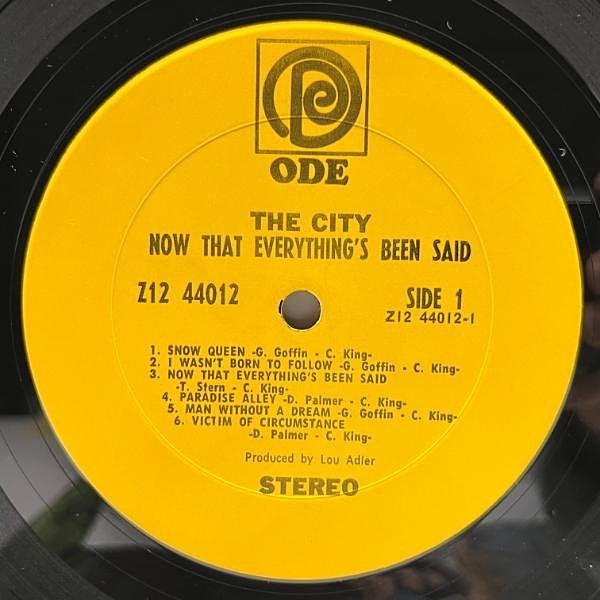 ODE
THE CITY
NOW THAT EVERYTHING'S BEEN SAID
Z12 44012 SIDE 1
Z12 44012-1
1. SNOW QUEEN -G. Goffin - C. King-
2. I WASN'T BORN TO FOLLOW -G. Goffin - C. King-
3. NOW THAT EVERYTHING'S BEEN SAID
-T. Stern - C. King-
4. PARADISE ALLEY -D. Palmer - C. King-
5. MAN WITHOUT A DREAM -G. Goffin - C. King-
6. VICTIM OF CIRCUMSTANCE
-D. Palmer - C. King-
Produced by Lou Adler
STEREO